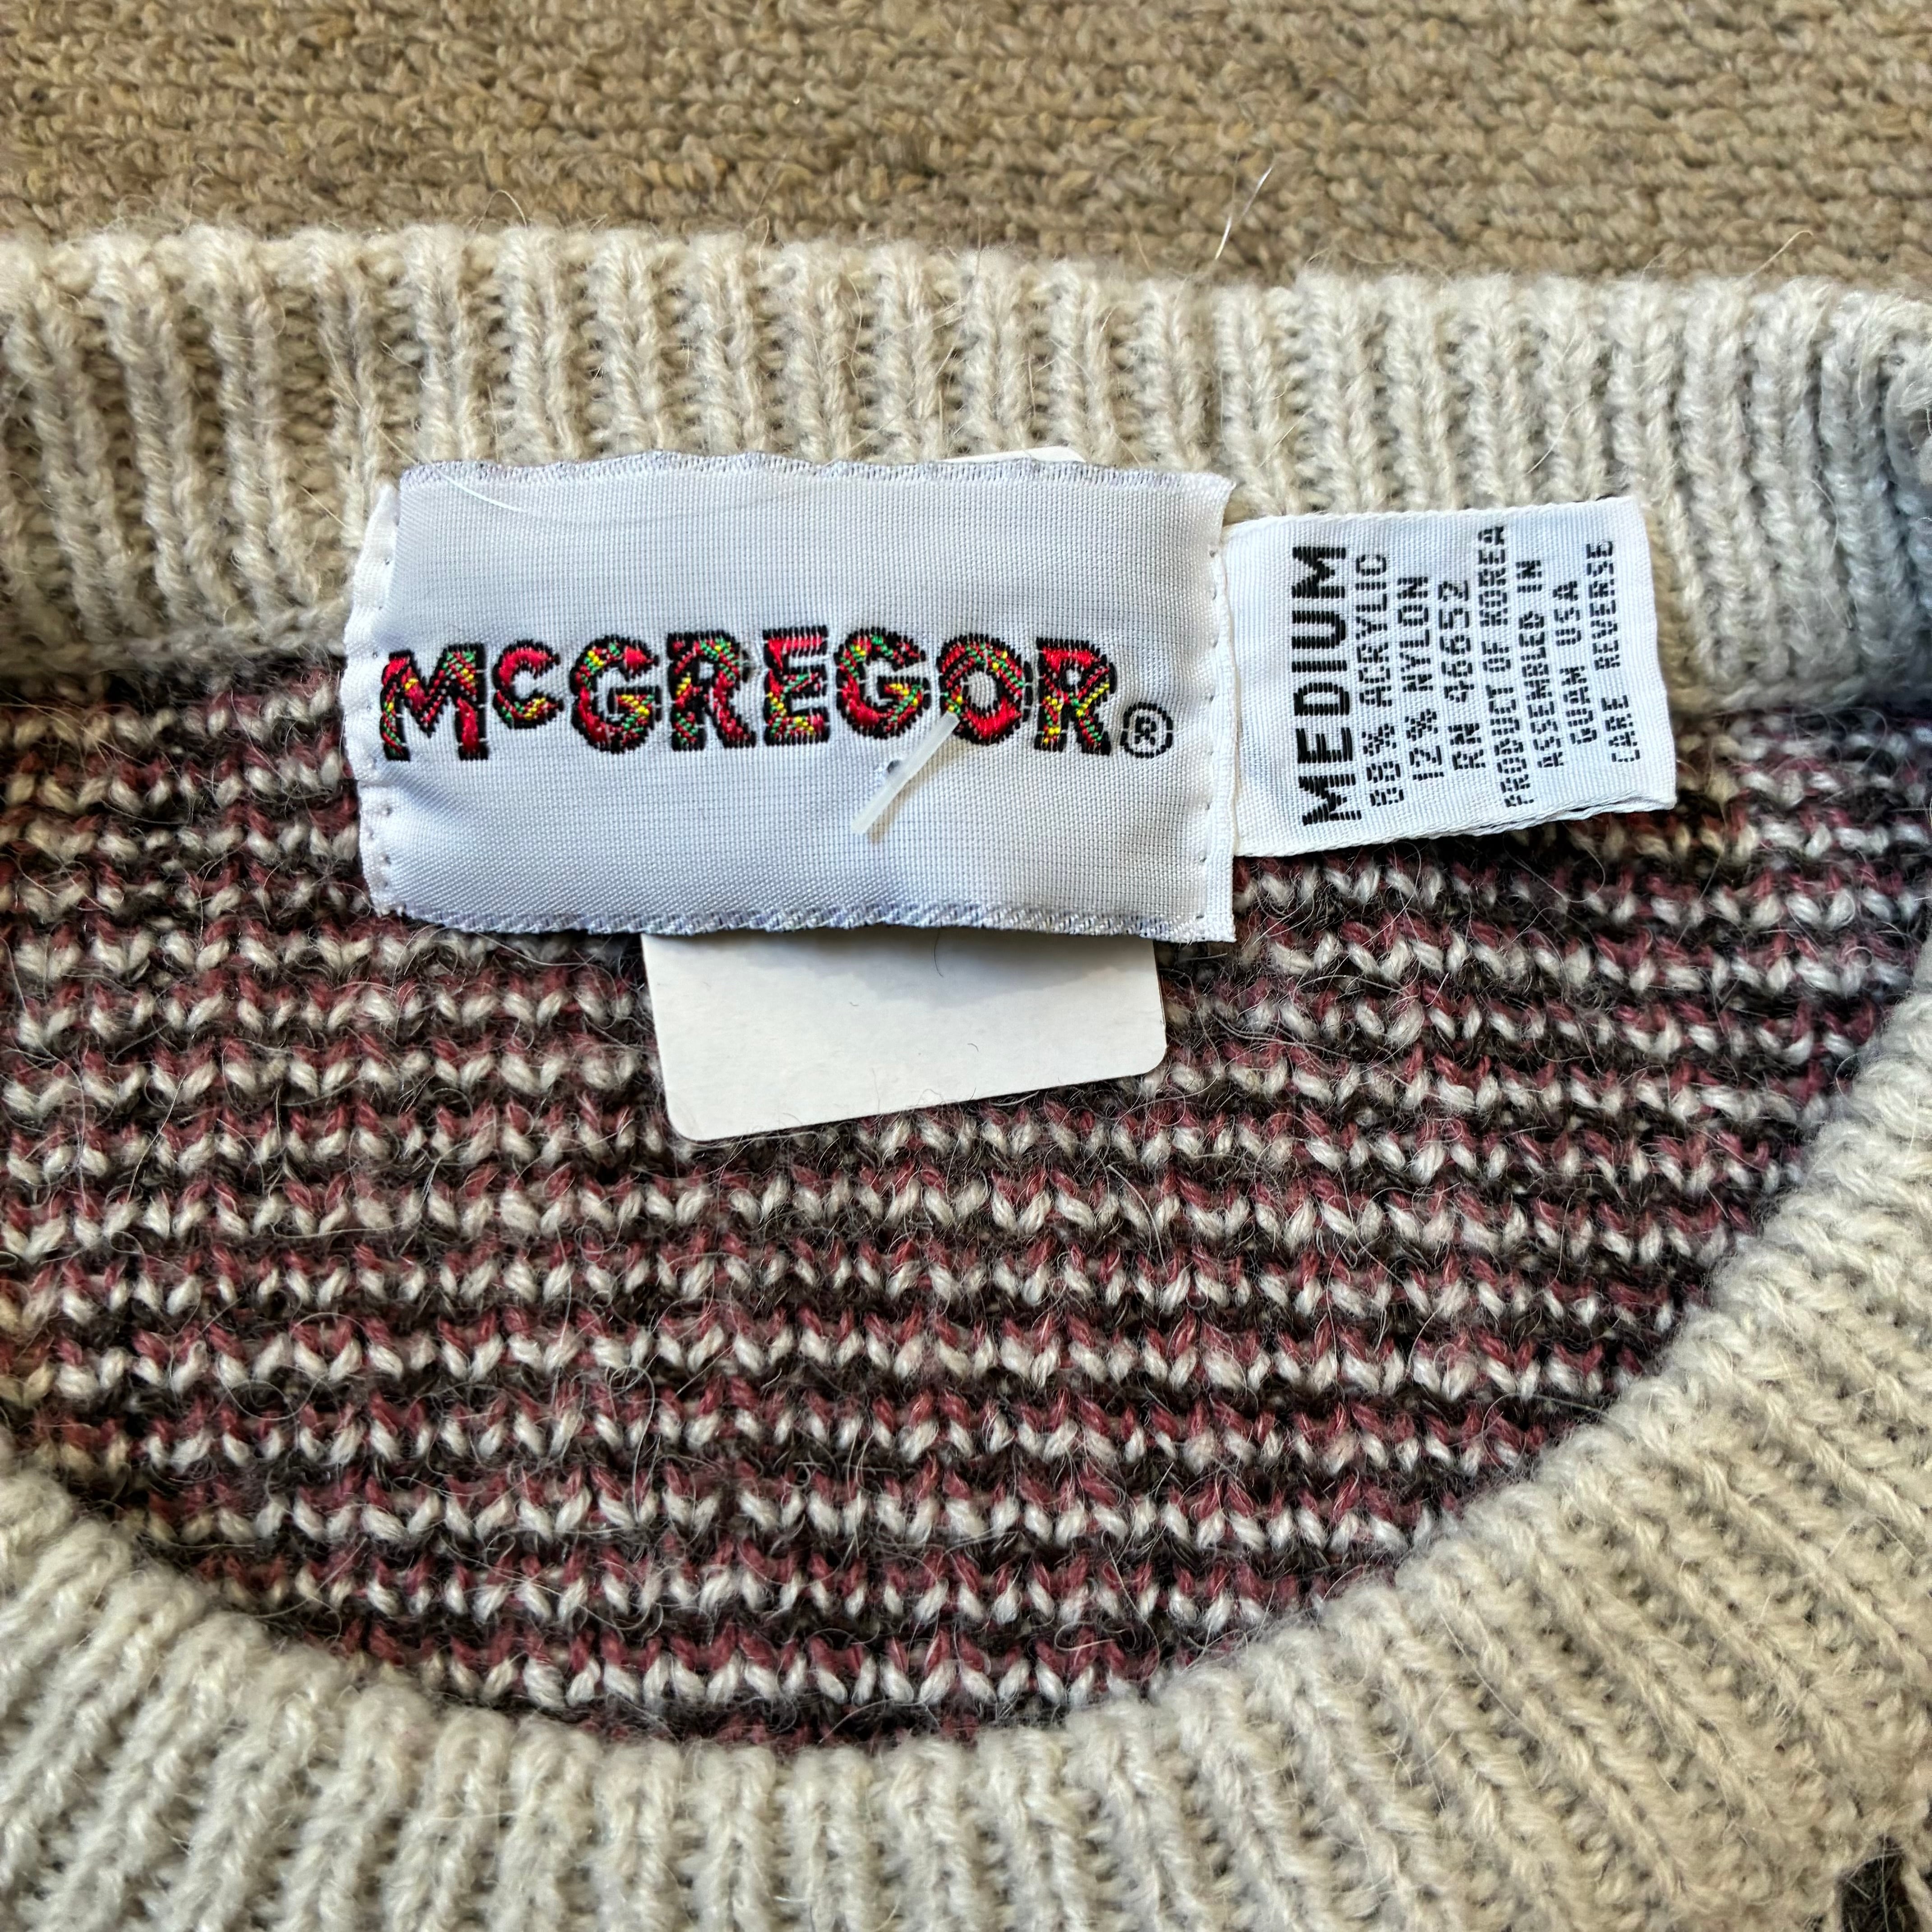 McGREGOR®
MEDIUM
88% ACRYLIC
12% NYLON
RN 46652
PRODUCT OF KOREA
ASSEMBLED IN
GUAM USA
CARE REVERSE